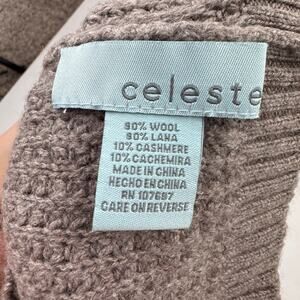 celeste
90% WOOL
90% LANA
10% CASHMERE
10% CACHEMIRA
MADE IN CHINA
HECHO EN CHINA
RN 107697
CARE ON REVERSE